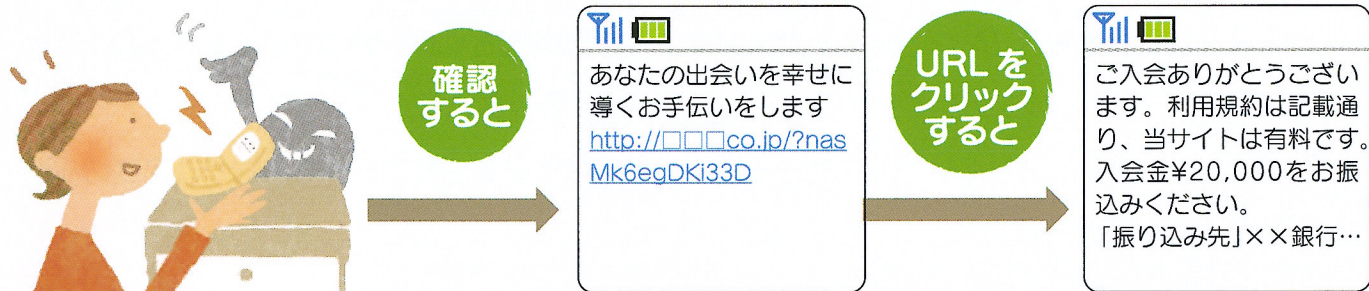 確認
すると
あなたの出会いを幸せに
導くお手伝いをします
http://□□□co.jp/?nas
Mk6egDKi33D
URLを
クリック
すると
ご入会ありがとうござい
ます。利用規約は記載通
り、当サイトは有料です。
入会金¥20,000をお振
込みください。
「振り込み先」××銀行…